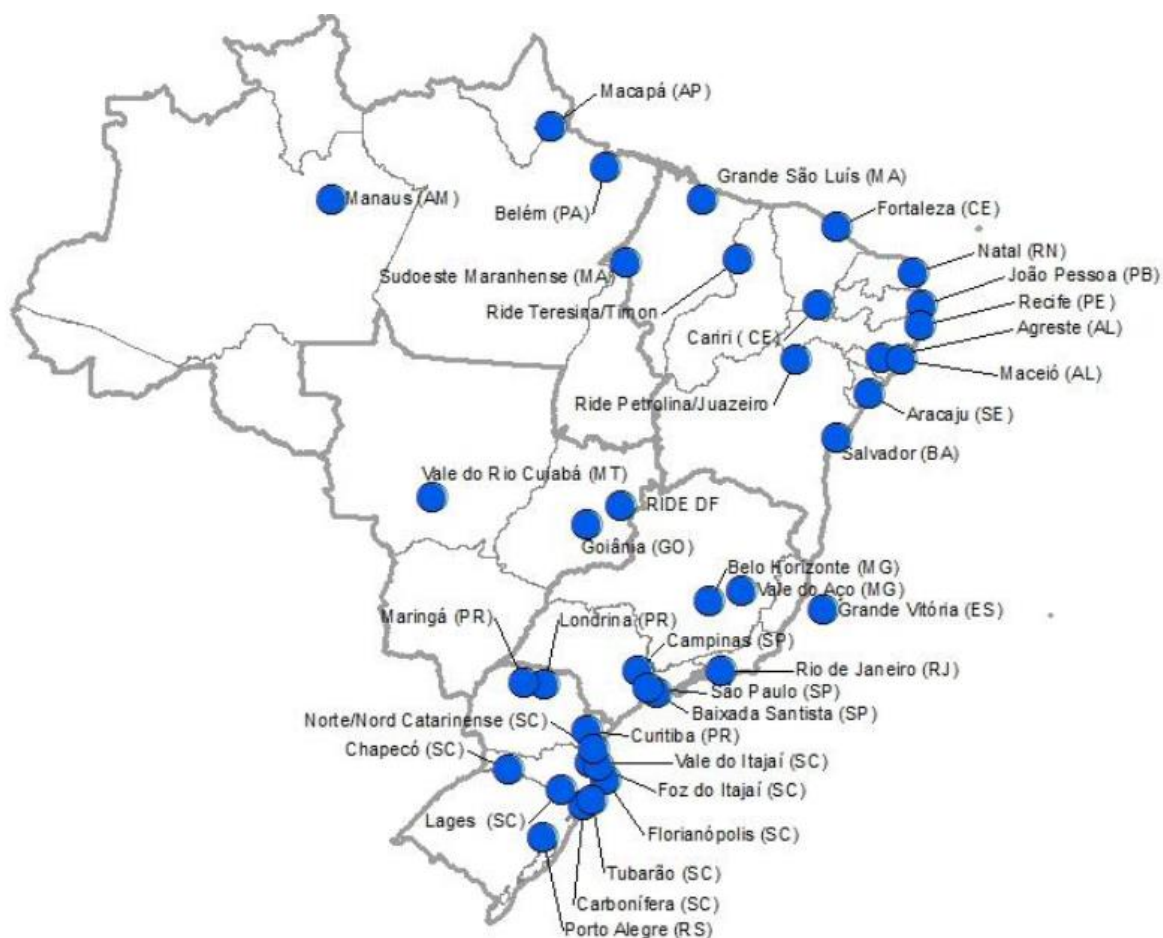 Macapá (AP)
Grande São Luís (MA)
Manaus (AM)
Belém (PA)
Fortaleza (CE)
Natal (RN)
Sudoeste Maranhense (MA)
João Pessoa (PB)
Ride Teresina/Timon
Recife (PE)
Agreste (AL)
Cariri ( CE)
Maceió (AL)
Ride Petrolina/Juazeiro
Aracaju (SE)
Salvador (BA)
Vale do Rio Cuiabá (MT)
RIDE DF
Goiânia (GO)
Belo Horizonte (MG)
Vale do Aço (MG)
Grande Vitória (ES)
Maringá (PR)
Londrina (PR)
Campinas (SP)
Rio de Janeiro (RJ)
São Paulo (SP)
Baixada Santista (SP)
Norte/Nord Catarinense (SC)
Curitiba (PR)
Chapecó (SC)
Vale do Itajaí (SC)
Foz do Itajaí (SC)
Lages (SC)
Florianópolis (SC)
Tubarão (SC)
Carbonífera (SC)
Porto Alegre (RS)